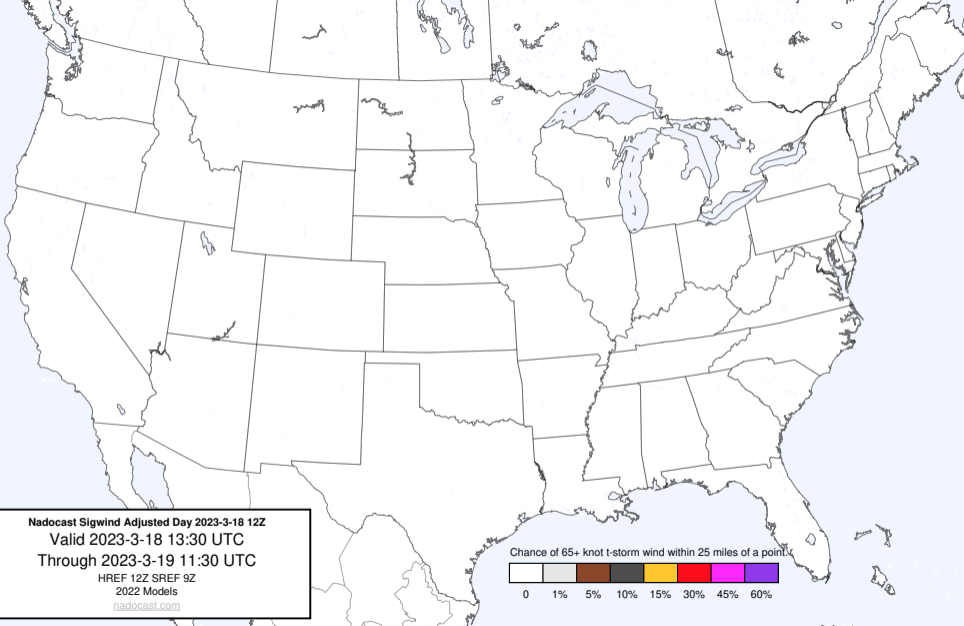 Nadocast Sigwind Adjusted Day 2023-3-18 12Z
Valid 2023-3-18 13:30 UTC
Through 2023-3-19 11:30 UTC
HREF 12Z SREF 9Z
2022 Models
nadocast.com
Chance of 65+ knot t-storm wind within 25 miles of a point.
0 1% 5% 10% 15% 30% 45% 60%